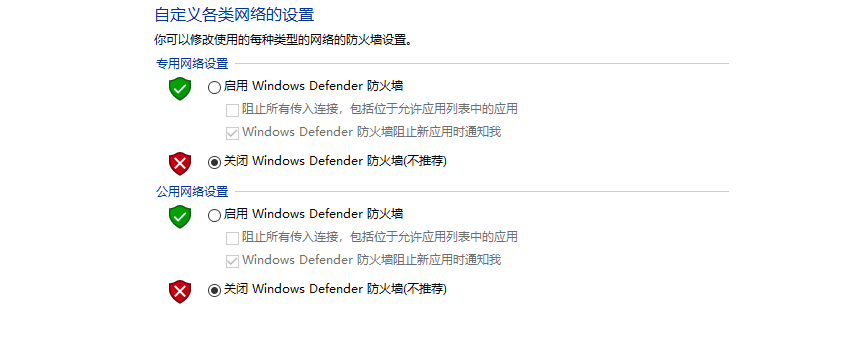 自定义各类网络的设置
你可以修改使用的每种类型的网络的防火墙设置。
专用网络设置
启用 Windows Defender 防火墙
阻止所有传入连接，包括位于允许应用列表中的应用
Windows Defender 防火墙阻止新应用时通知我
关闭 Windows Defender 防火墙(不推荐)
公用网络设置
启用 Windows Defender 防火墙
阻止所有传入连接，包括位于允许应用列表中的应用
Windows Defender 防火墙阻止新应用时通知我
关闭 Windows Defender 防火墙(不推荐)